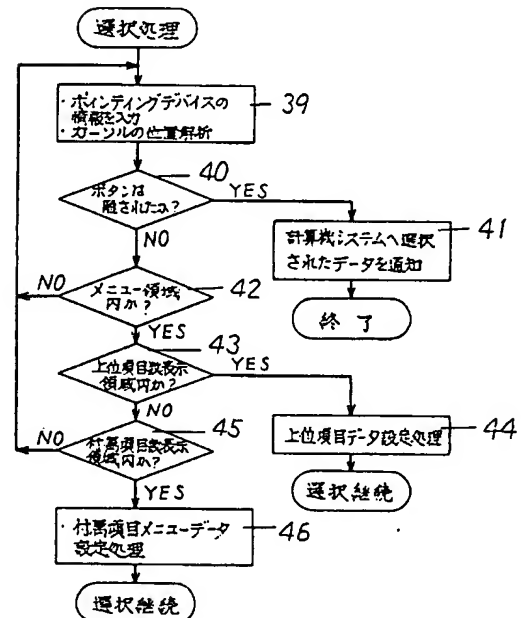 選択処理
・ポインティングデバイスの
情報を入力
・カーソルの位置解析
39
ボタンは
離されたか?
40
YES
NO
計算機システムへ選択
されたデータを通知
41
終了
メニュー領域
内か?
42
NO
YES
上位項目数表示
領域内か?
43
YES
NO
上位項目データ設定処理
44
選択継続
付属項目数表示
領域内か?
45
NO
YES
・付属項目メニューデータ
設定処理
46
選択継続